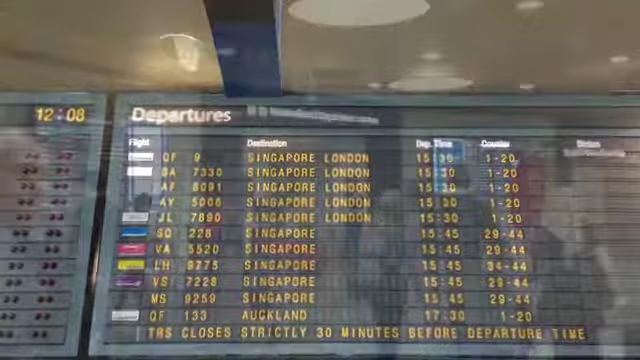 12:08
Departures
Flight Destination Dep. Time Counter Status
QF 9 SINGAPORE LONDON 15:30 1-20
BA 7330 SINGAPORE LONDON 15:30 1-20
AF 8091 SINGAPORE LONDON 15:30 1-20
AY 5006 SINGAPORE LONDON 15:30 1-20
JL 7890 SINGAPORE LONDON 15:30 1-20
SQ 228 SINGAPORE 15:45 29-44
VA 5520 SINGAPORE 15:45 29-44
LH 9775 SINGAPORE 15:45 34-44
VS 7228 SINGAPORE 15:45 29-44
MS 9259 SINGAPORE 15:45 29-44
QF 133 AUCKLAND 17:30 1-20
TRS CLOSES STRICTLY 30 MINUTES BEFORE DEPARTURE TIME